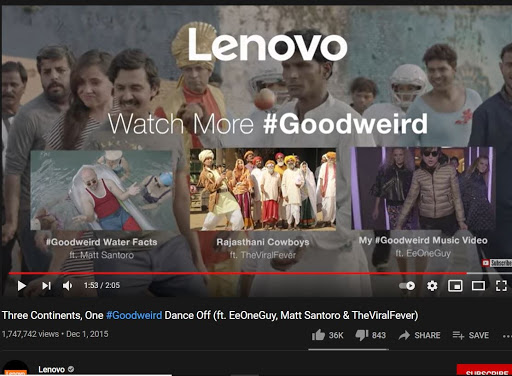 Lenovo
Watch More #Goodweird
#Goodweird Water Facts
ft. Matt Santoro
Rajasthani Cowboys
ft. TheViralFever
My #Goodweird Music Video
ft. EeOneGuy
Subscribe
1:53 / 2:05
Three Continents, One #Goodweird Dance Off (ft. EeOneGuy, Matt Santoro & TheViralFever)
1,747,742 views • Dec 1, 2015
36K
843
SHARE
SAVE
Lenovo
SUBSCRIBE